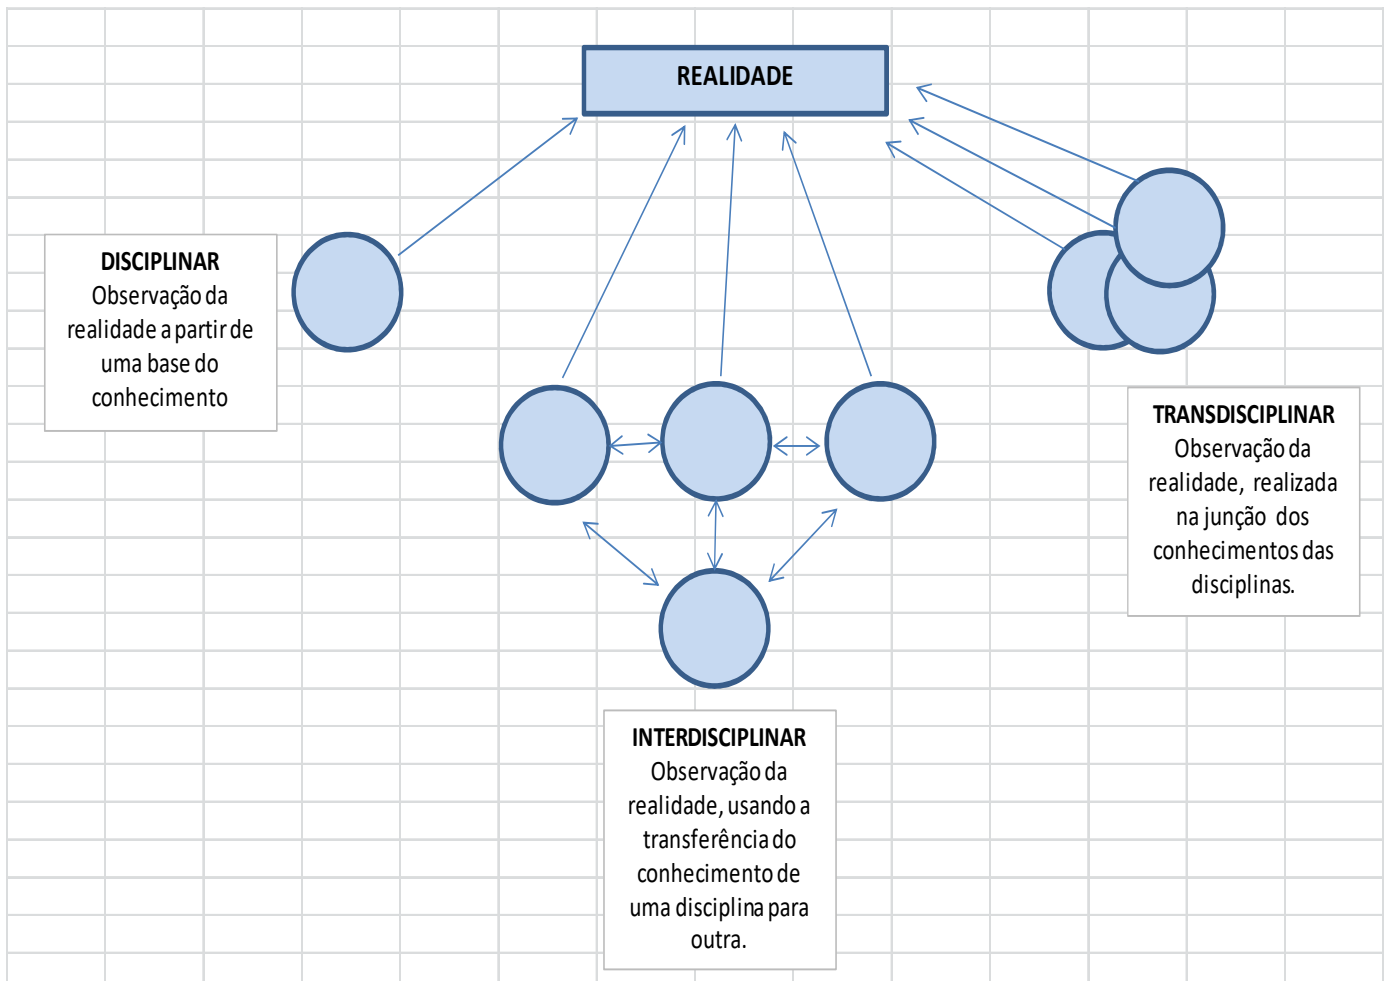 REALIDADE
DISCIPLINAR
Observação da
realidade a partir de
uma base do
conhecimento
TRANSDISCIPLINAR
Observação da
realidade, realizada
na junção dos
conhecimentos das
disciplinas.
INTERDISCIPLINAR
Observação da
realidade, usando a
transferência do
conhecimento de
uma disciplina para
outra.